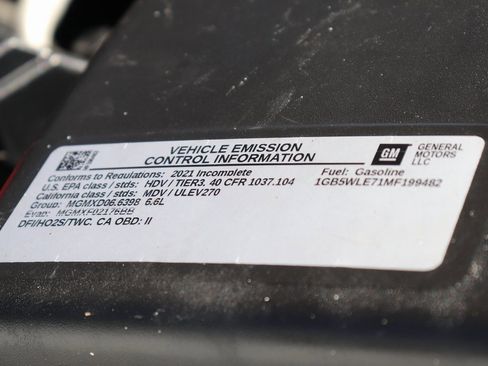 VEHICLE EMISSION
CONTROL INFORMATION
GM GENERAL
MOTORS
LLC
Conforms to Regulations: 2021 Incomplete Fuel: Gasoline
U.S. EPA class / stds: HDV / TIER3, 40 CFR 1037.104 1GB5WLE71MF199482
California class / stds: MDV / ULEV270
Group: MGMXD06.6398 6.6L
Evap: MGMXF02176BB
DFI/HO2S/TWC. CA OBD: II